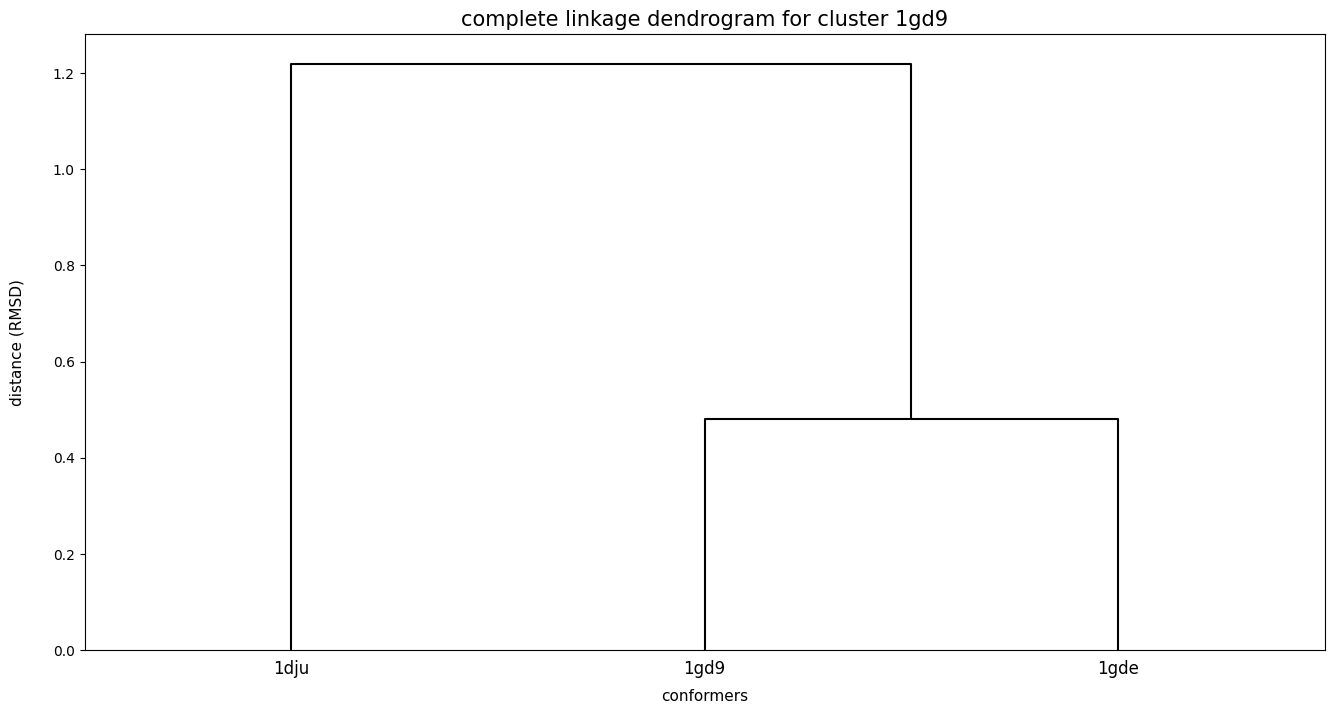 complete linkage dendrogram for cluster 1gd9
1.2
1.0
0.8
0.6
0.4
0.2
0.0
distance (RMSD)
1dju 1gd9 1gde
conformers